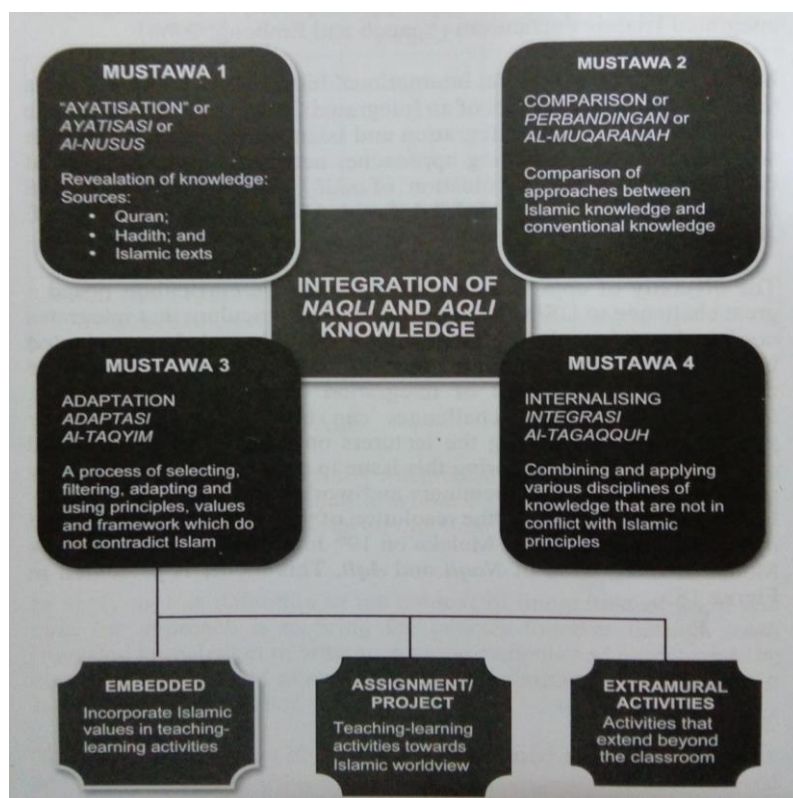 MUSTAWA 1
"AYATISATION" or
AYATISASI or
Al-NUSUS
Revealation of knowledge:
Sources:
• Quran;
• Hadith; and
• Islamic texts
MUSTAWA 2
COMPARISON or
PERBANDINGAN or
AL-MUQARANAH
Comparison of
approaches between
Islamic knowledge and
conventional knowledge
INTEGRATION OF
NAQLI AND AQLI
KNOWLEDGE
MUSTAWA 3
ADAPTATION
ADAPTASI
Al-TAQYIM
A process of selecting,
filtering, adapting and
using principles, values
and framework which do
not contradict Islam
MUSTAWA 4
INTERNALISING
INTEGRASI
Al-TAGAQQUH
Combining and applying
various disciplines of
knowledge that are not in
conflict with Islamic
principles
EMBEDDED
Incorporate Islamic
values in teaching-
learning activities
ASSIGNMENT/
PROJECT
Teaching-learning
activities towards
Islamic worldview
EXTRAMURAL
ACTIVITIES
Activities that
extend beyond
the classroom